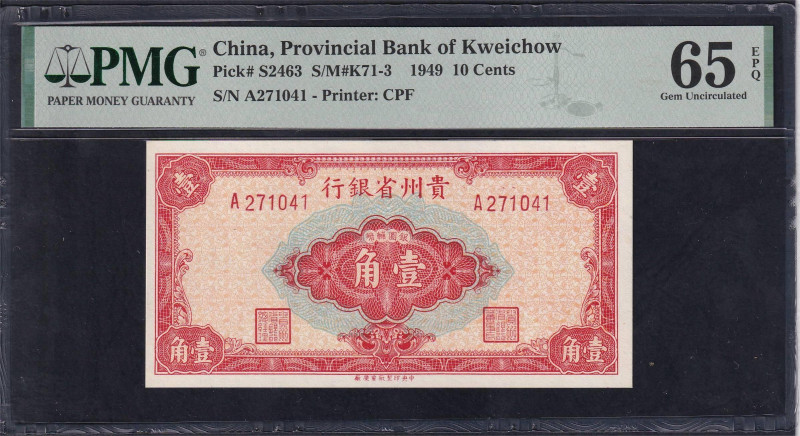 PMG®
PAPER MONEY GUARANTY
China, Provincial Bank of Kweichow
Pick# S2463 S/M#K71-3 1949 10 Cents
S/N A271041 - Printer: CPF
65 EPQ
Gem Uncirculated
壹 壹
行銀省州貴
A271041 A271041
角壹
角壹 角壹